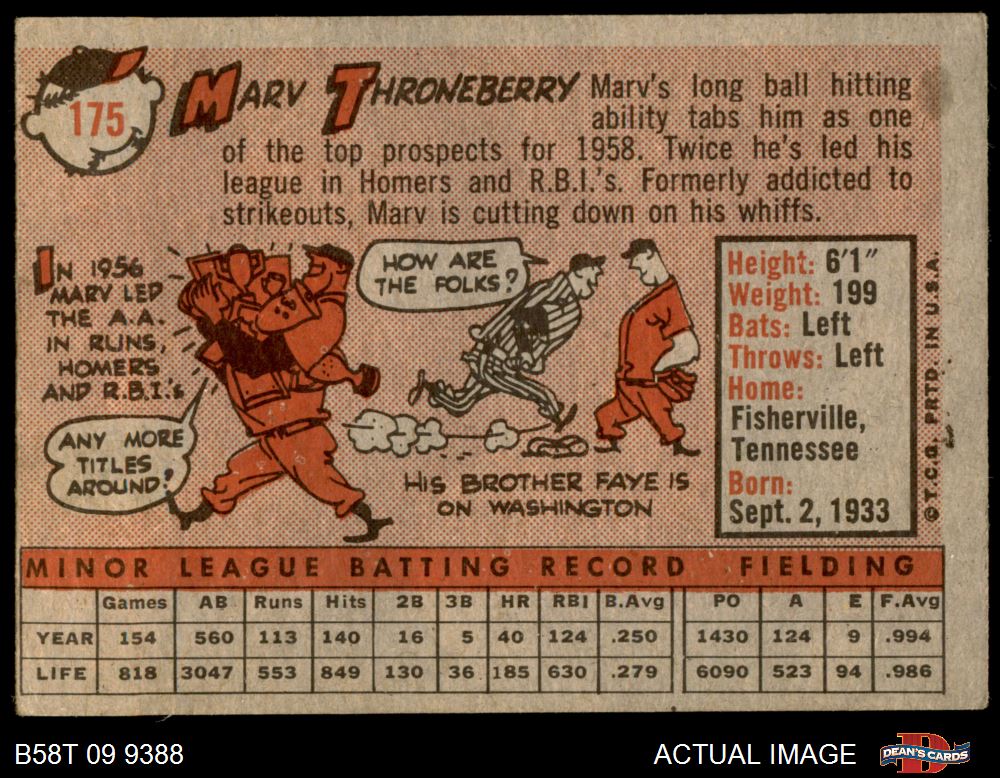 175
MARV THRONEBERRY
Marv's long ball hitting
ability tabs him as one
of the top prospects for 1958. Twice he's led his
league in Homers and R.B.I.'s. Formerly addicted to
strikeouts, Marv is cutting down on his whiffs.
IN 1956
MARV LED
THE A.A.
IN RUNS,
HOMERS
AND R.B.I.'s
ANY MORE
TITLES
AROUND?
HOW ARE
THE FOLKS?
HIS BROTHER FAYE IS
ON WASHINGTON
Height: 6'1"
Weight: 199
Bats: Left
Throws: Left
Home:
Fisherville,
Tennessee
Born:
Sept. 2, 1933
© T.C.G. PRTD. IN U.S.A.
MINOR LEAGUE BATTING RECORD FIELDING
Games AB Runs Hits 2B 3B HR RBI B.Avg PO A E F.Avg
YEAR 154 560 113 140 16 5 40 124 .250 1430 124 9 .994
LIFE 818 3047 553 849 130 36 185 630 .279 6090 523 94 .986
B58T 09 9388
ACTUAL IMAGE
DEAN'S CARDS